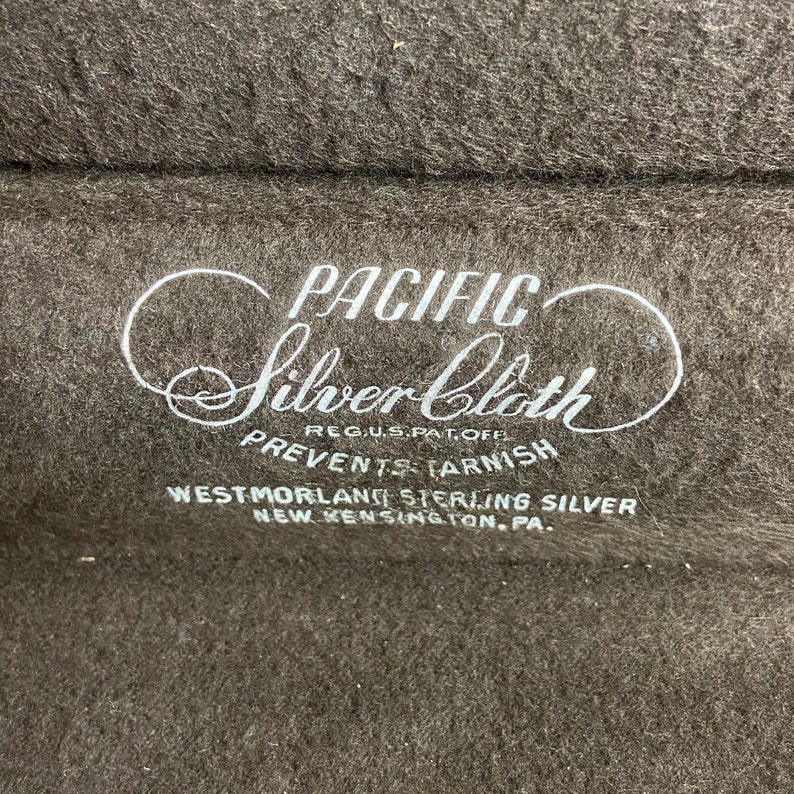 PACIFIC
Silver Cloth
REG.U.S.PAT.OFF.
PREVENTS TARNISH
WESTMORLAND STERLING SILVER
NEW KENSINGTON, PA.